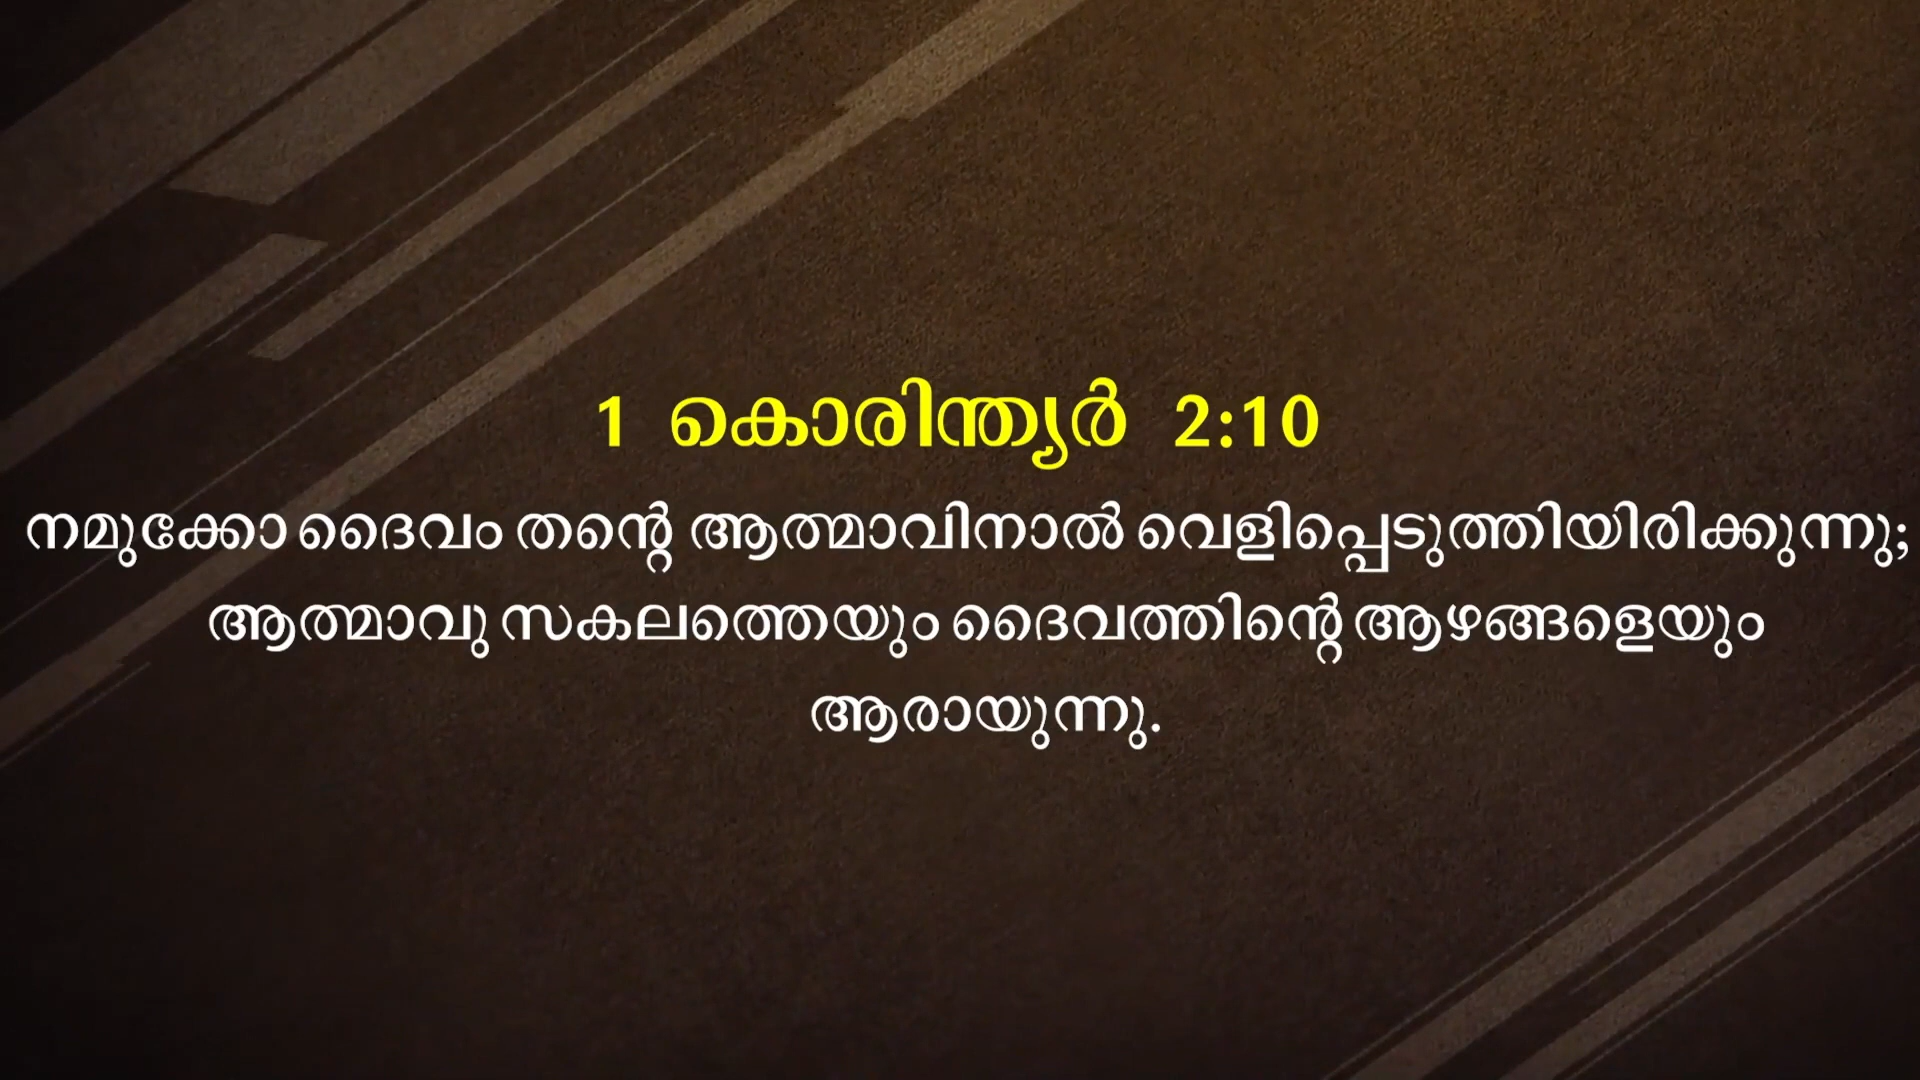 1 കൊരിന്ത്യർ 2:10
നമുക്കോ ദൈവം തന്റെ ആത്മാവിനാൽ വെളിപ്പെടുത്തിയിരിക്കുന്നു;
ആത്മാവു സകലത്തെയും ദൈവത്തിന്റെ ആഴങ്ങളെയും
ആരായുന്നു.